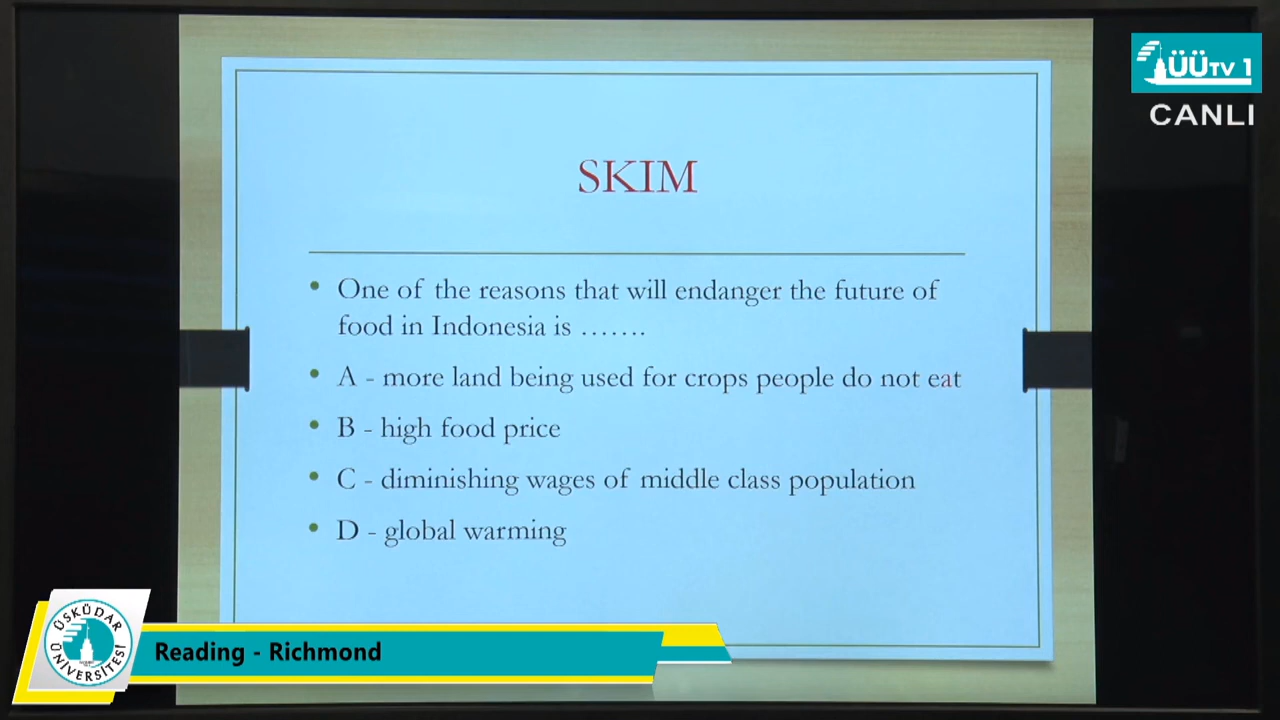 ÜÜTV 1
CANLI
SKIM
• One of the reasons that will endanger the future of
food in Indonesia is …….
• A - more land being used for crops people do not eat
• B - high food price
• C - diminishing wages of middle class population
• D - global warming
ÜSKÜDAR
ÜNİVERSİTESİ
Reading - Richmond